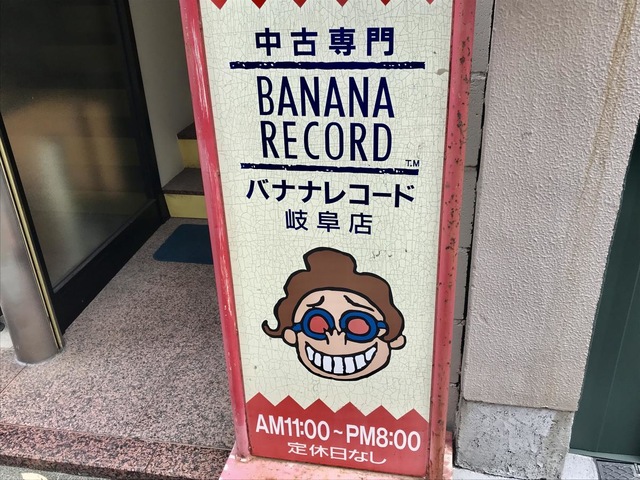 中古専門
BANANA
RECORD
T.M
バナナレコード
岐阜店
AM11:00~PM8:00
定休日なし